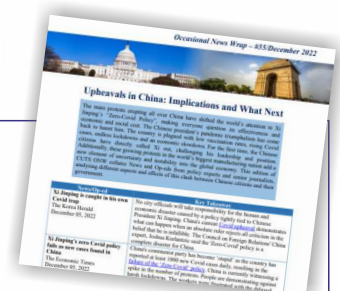 Occasional News Wrap – #35/December 2022
Upheavals in China: Implications and What Next
The mass protests erupting all over China have shifted the world's attention to Xi
Jinping's "Zero-Covid Policy", making everyone question its effectiveness and
economic and social cost. The Chinese president's pandemic triumphalism has come
back to haunt him. The country is plagued with low vaccination rates, rising Covid
cases, endless lockdowns and an economic slowdown. For the first time, the Chinese
citizens have directly called Xi out, challenging his leadership and position.
Additionally, these pressing protests in the world's biggest manufacturing nation add a
new element of uncertainty and instability into the global economy. This edition of
CUTS ONW collates News and Op-eds from policy experts and senior journalists,
analysing different aspects and effects of this clash between Chinese citizens and their
government.
News/Op-ed
Key Takeaway
Xi Jinping is caught in his own
Covid trap
The Korea Herald
December 05, 2022
No city officials will take responsibility for the human and
economic disaster caused by a policy rightly tied to Chinese
President Xi Jinping. China's current Covid upheaval demonstrates
what can happen when an absolute ruler rejects all criticism in the
belief that he is infallible. The Council on Foreign Relations' China
expert, Joshua Kurlantzic said the 'Zero-Covid' policy is a
complete disaster for China.
Xi Jinping's zero Covid policy
fails as new cases found in
China
The Economic Times
December 05, 2022
China's communist party has become 'stupid' as the country has
reported at least 1000 new Covid cases daily, resulting in the
failure of the 'Zero Covid' policy. China is currently witnessing a
spike in the number of protests. People are demonstrating against
harsh lockdowns. The workers were frustrated with the delayed